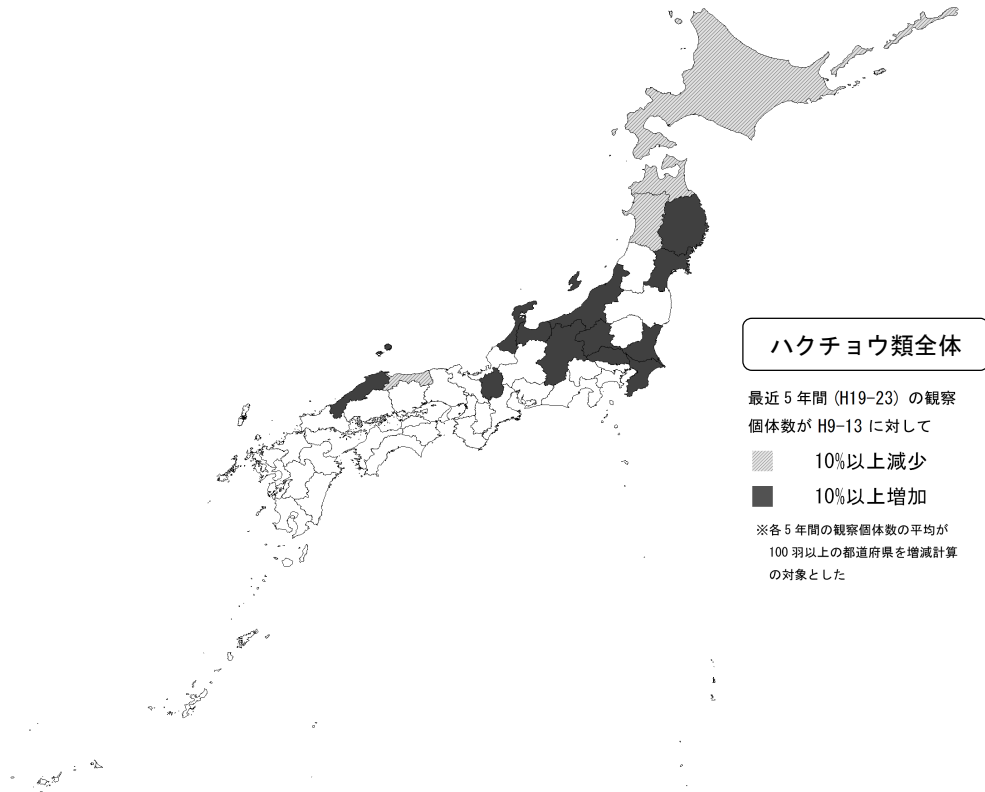 ハクチョウ類全体
最近5年間(H19-23)の観察
個体数が H9-13 に対して
10%以上減少
10%以上増加
※各5年間の観察個体数の平均が
100羽以上の都道府県を増減計算
の対象とした